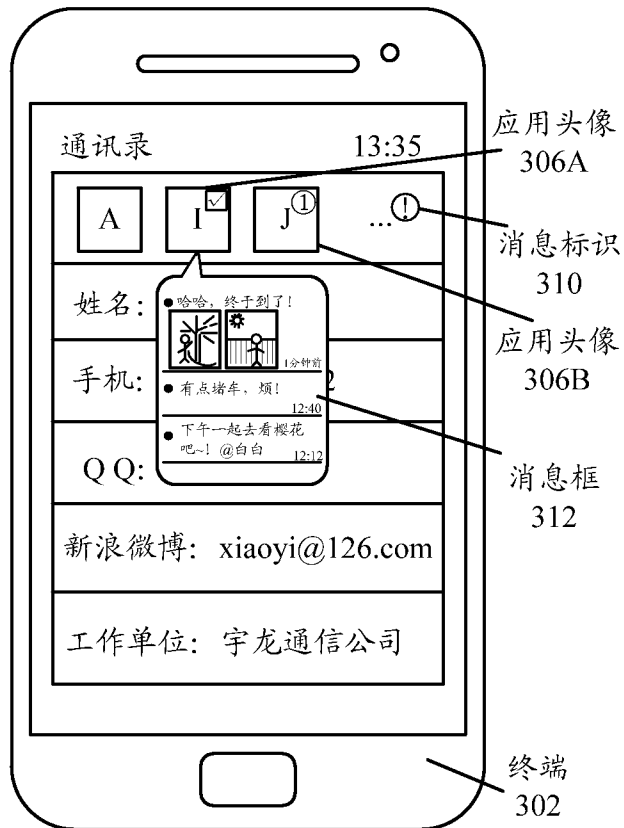 通讯录 13:35
A I J ① ...!
姓名:
手机: 2
Q Q:
哈哈，终于到了!
1分钟前
有点堵车，烦!
12:40
下午一起去看樱花
吧~! @白白 12:12
新浪微博: xiaoyi@126.com
工作单位: 宇龙通信公司
应用头像
306A
消息标识
310
应用头像
306B
消息框
312
终端
302